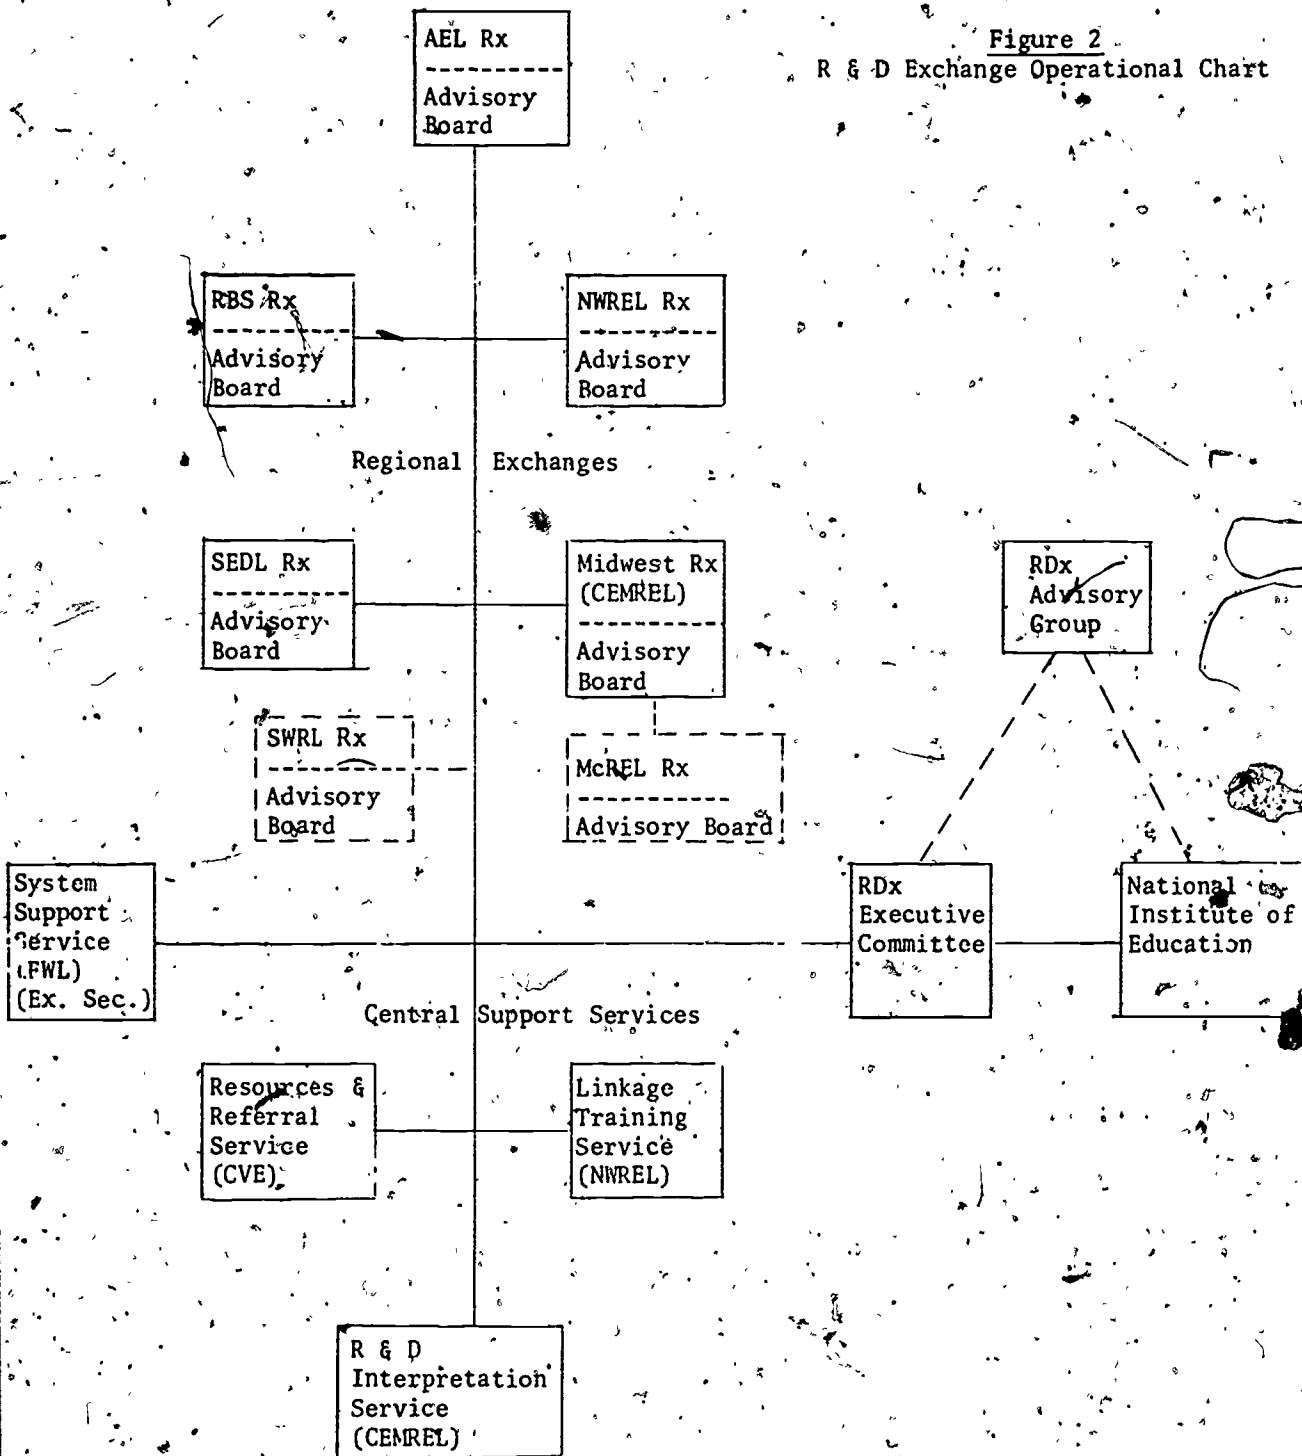 Figure 2
R & D Exchange Operational Chart
AEL Rx
Advisory
Board
RBS Rx
Advisory
Board
NWREL Rx
Advisory
Board
Regional Exchanges
SEDL Rx
Advisory
Board
Midwest Rx
(CEMREL)
Advisory
Board
RDx
Advisory
Group
SWRL Rx
Advisory
Board
McREL Rx
Advisory Board
System
Support
Service
(FWL)
(Ex. Sec.)
RDx
Executive
Committee
National
Institute of
Education
Central Support Services
Resources &
Referral
Service
(CVE)
Linkage
Training
Service
(NWREL)
R & D
Interpretation
Service
(CEMREL)